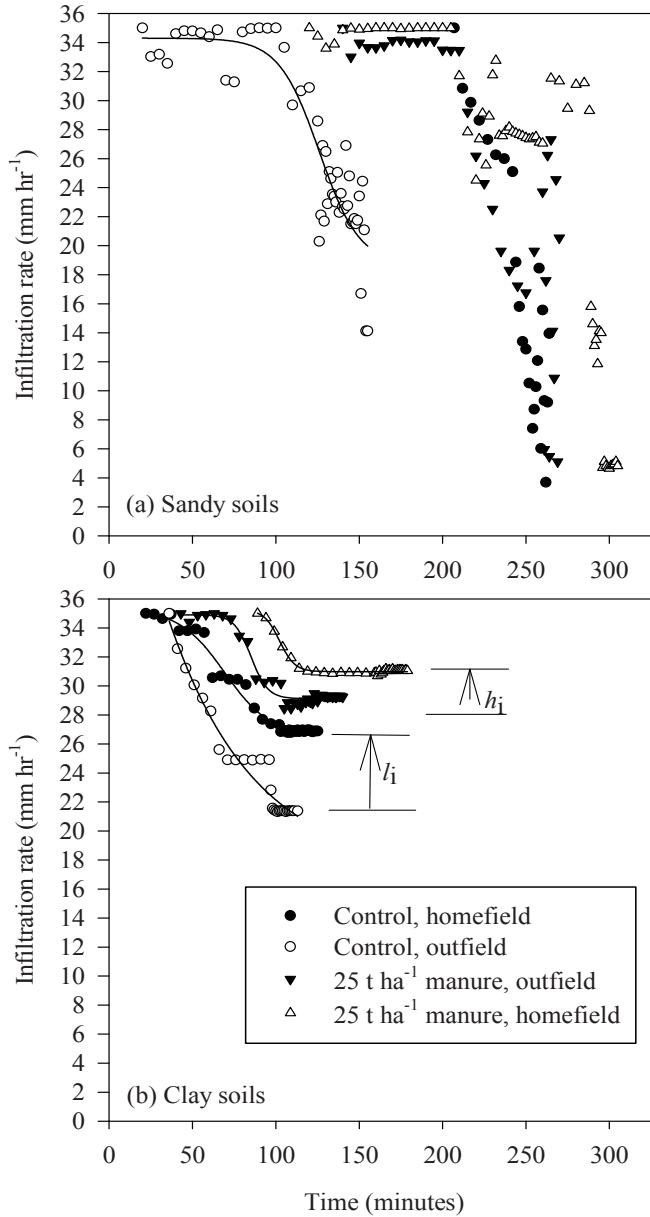 36
34
32
30
28
26
24
22
20
18
16
14
12
10
8
6
4
2
0
Infiltration rate (mm hr⁻¹)
(a) Sandy soils
0 50 100 150 200 250 300
36
34
32
30
28
26
24
22
20
18
16
14
12
10
8
6
4
2
0
Infiltration rate (mm hr⁻¹)
hi
li
Control, homefield
Control, outfield
25 t ha⁻¹ manure, outfield
25 t ha⁻¹ manure, homefield
(b) Clay soils
0 50 100 150 200 250 300
Time (minutes)